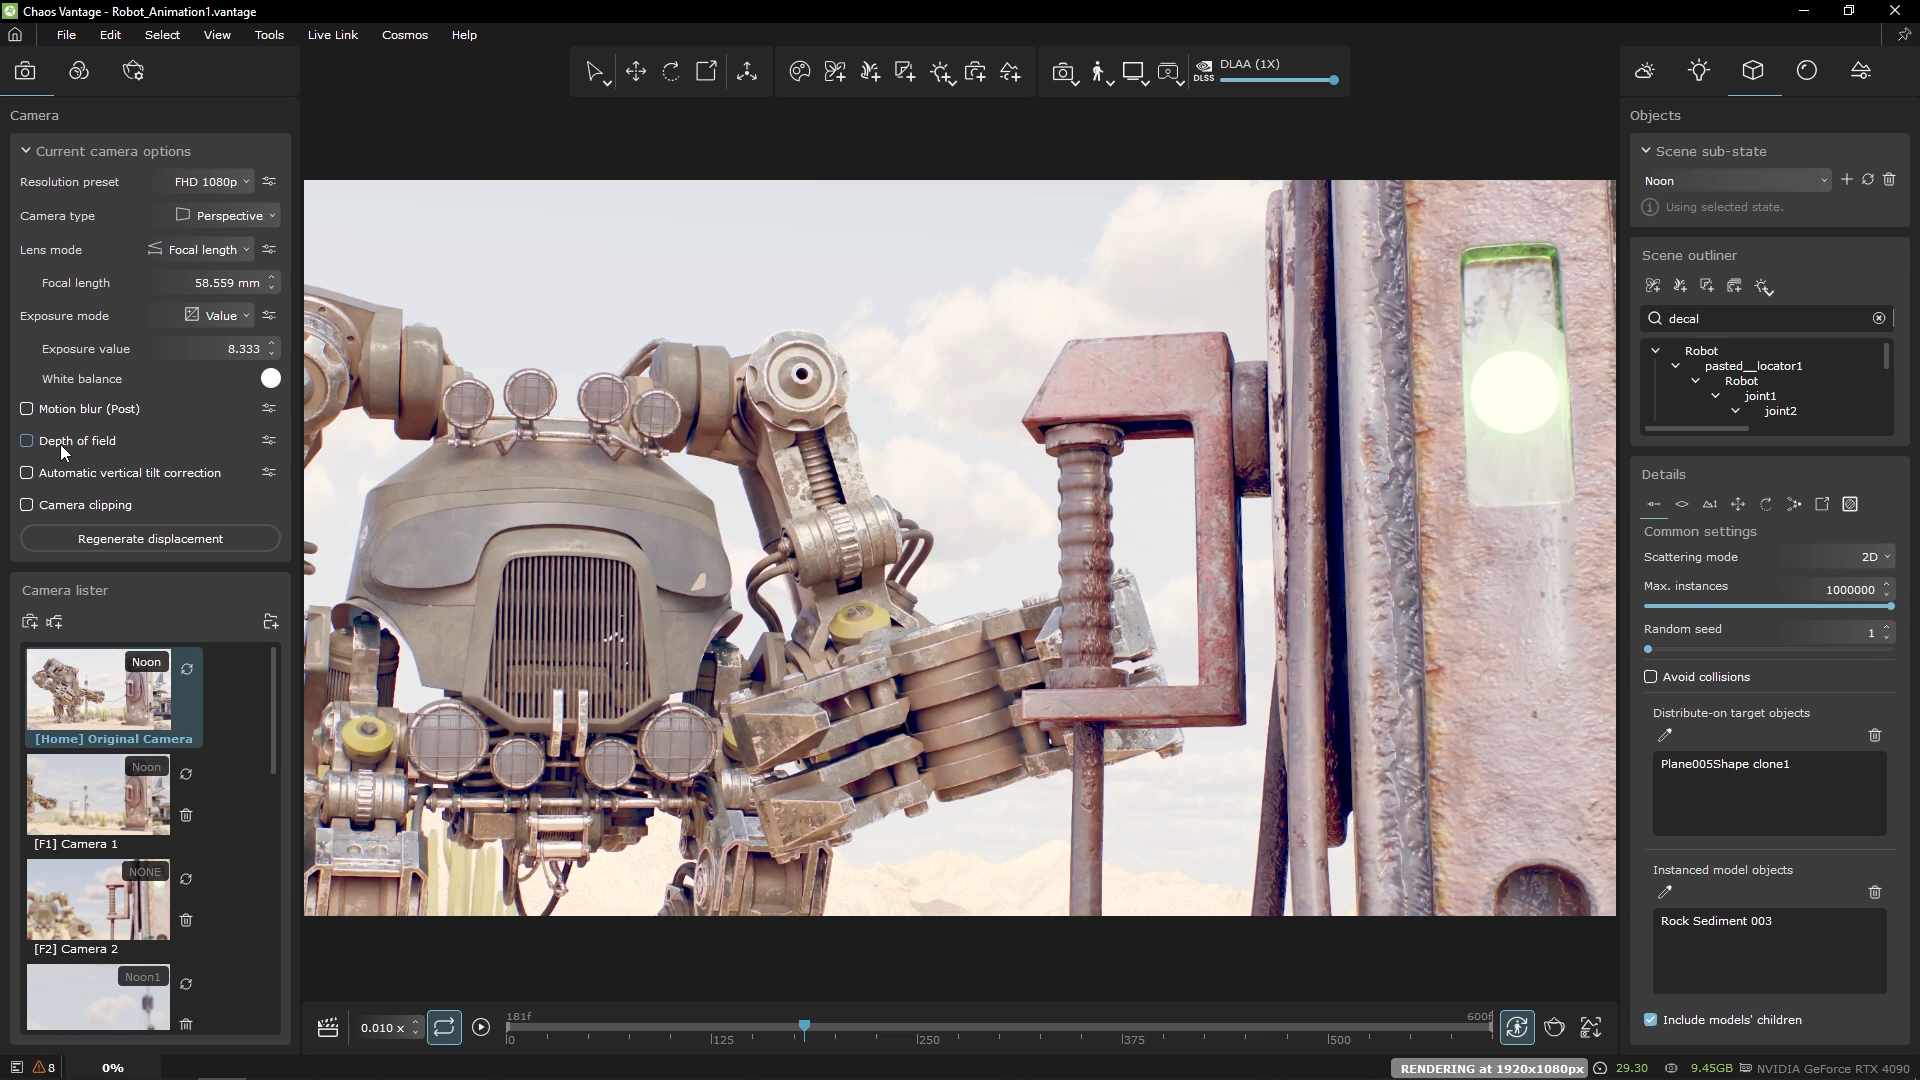 Chaos Vantage - Robot_Animation1.vantage
File Edit Select View Tools Live Link Cosmos Help
DLSS DLAA (1X)
Camera
Current camera options
Resolution preset FHD 1080p
Camera type Perspective
Lens mode Focal length
Focal length 58.559 mm
Exposure mode Value
Exposure value 8.333
White balance
Motion blur (Post)
Depth of field
Automatic vertical tilt correction
Camera clipping
Regenerate displacement
Camera lister
Noon
[Home] Original Camera
Noon
[F1] Camera 1
NONE
[F2] Camera 2
Noon1
Objects
Scene sub-state
Noon
Using selected state.
Scene outliner
decal
Robot
pasted__locator1
Robot
joint1
joint2
Details
Common settings
Scattering mode 2D
Max. instances 1000000
Random seed 1
Avoid collisions
Distribute-on target objects
Plane005Shape clone1
Instanced model objects
Rock Sediment 003
Include models' children
0.010 x
181f 600f
0 125 250 375 500
8 0%
RENDERING at 1920x1080px 29.30 9.45GB NVIDIA GeForce RTX 4090